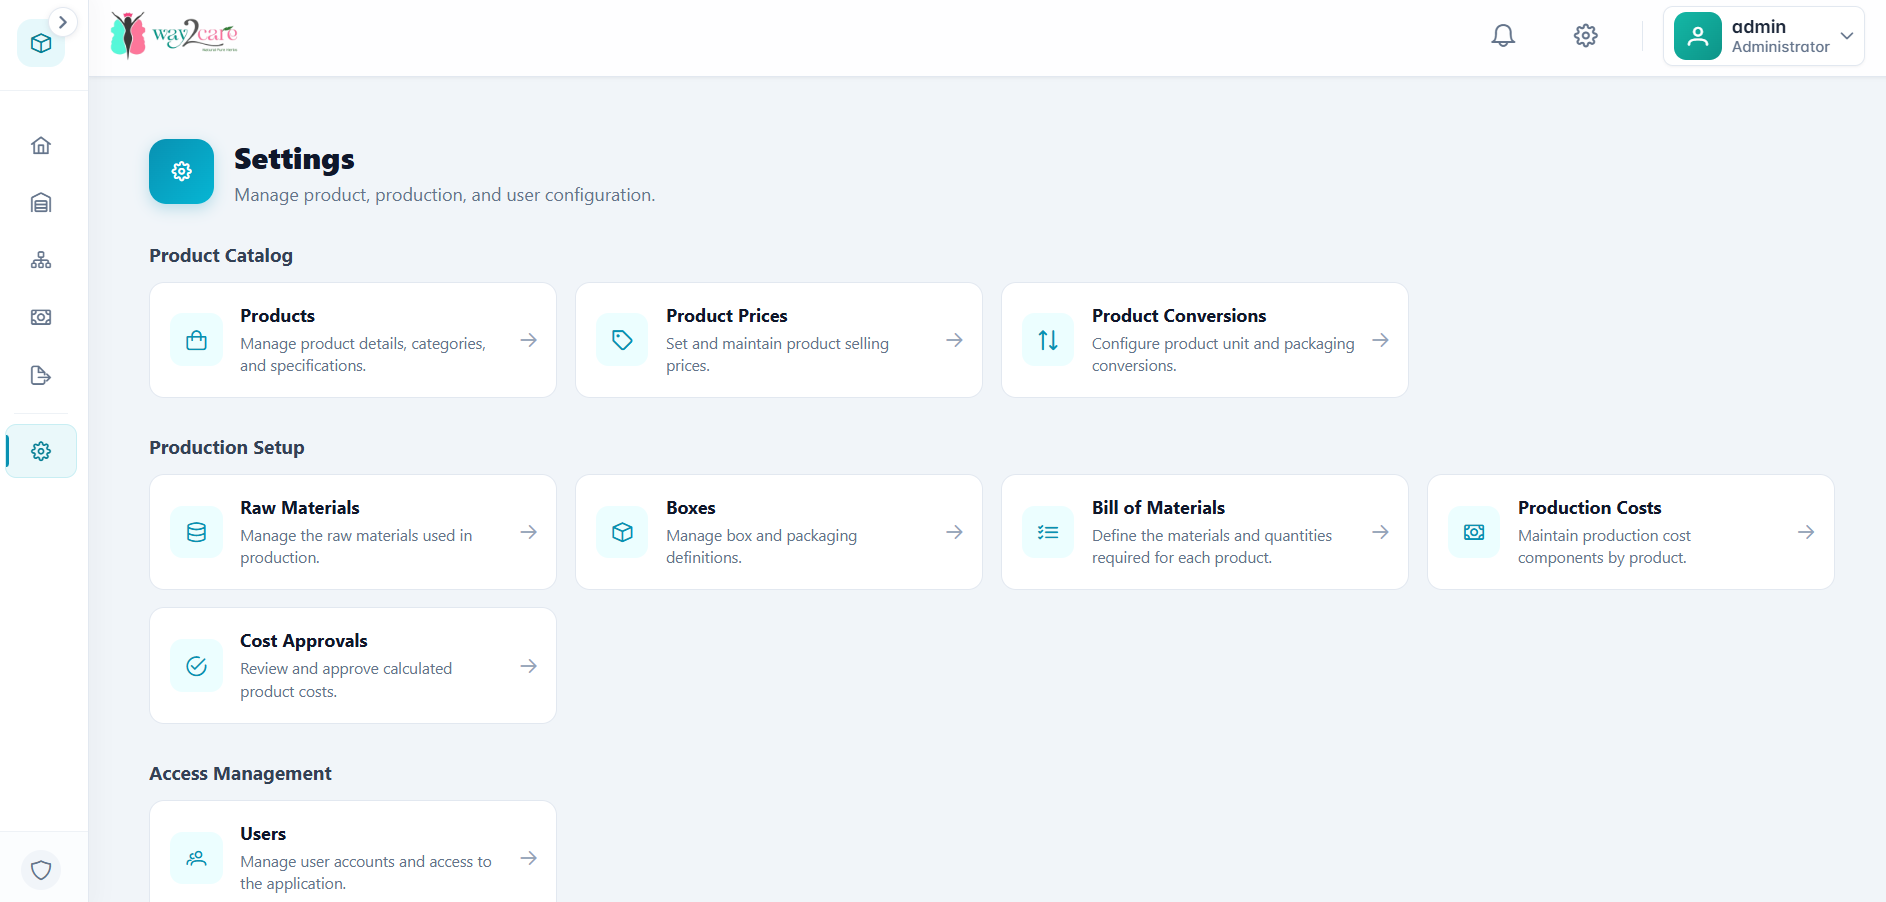 way2care
admin
Administrator
Settings
Manage product, production, and user configuration.
Product Catalog
Products
Manage product details, categories,
and specifications.
Product Prices
Set and maintain product selling
prices.
Product Conversions
Configure product unit and packaging
conversions.
Production Setup
Raw Materials
Manage the raw materials used in
production.
Boxes
Manage box and packaging
definitions.
Bill of Materials
Define the materials and quantities
required for each product.
Production Costs
Maintain production cost
components by product.
Cost Approvals
Review and approve calculated
product costs.
Access Management
Users
Manage user accounts and access to
the application.